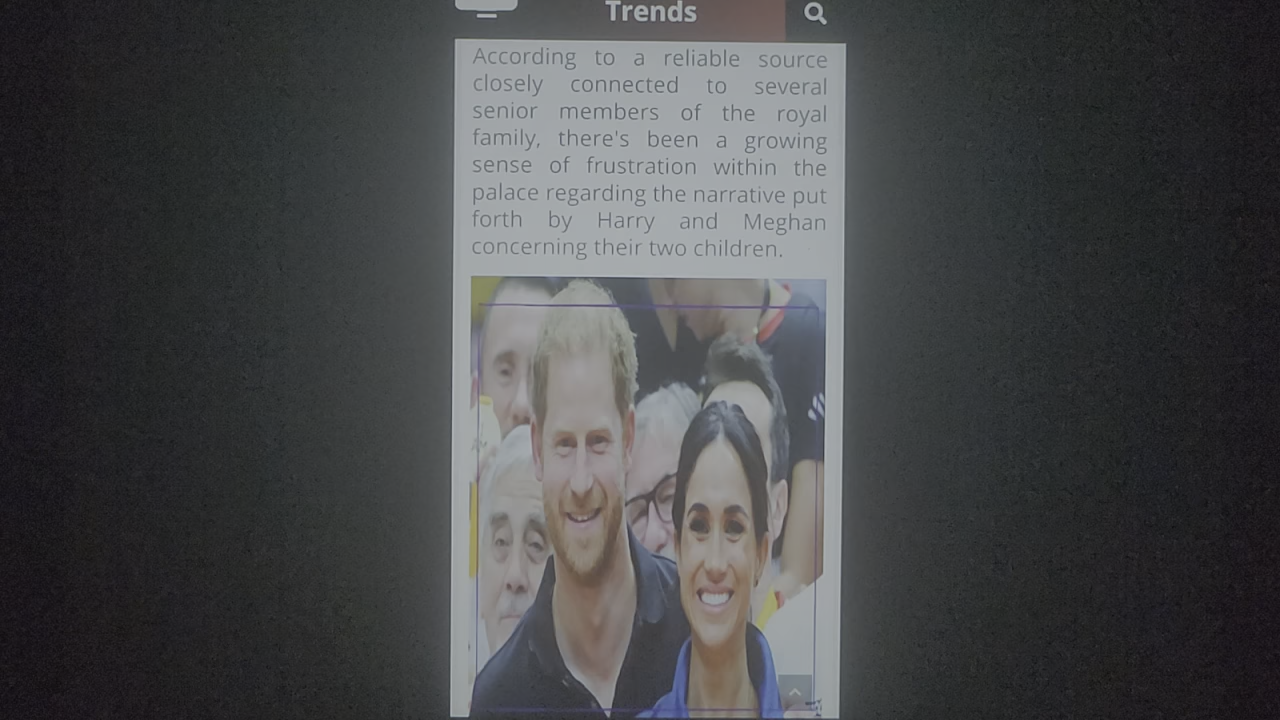 Trends
According to a reliable source
closely connected to several
senior members of the royal
family, there's been a growing
sense of frustration within the
palace regarding the narrative put
forth by Harry and Meghan
concerning their two children.